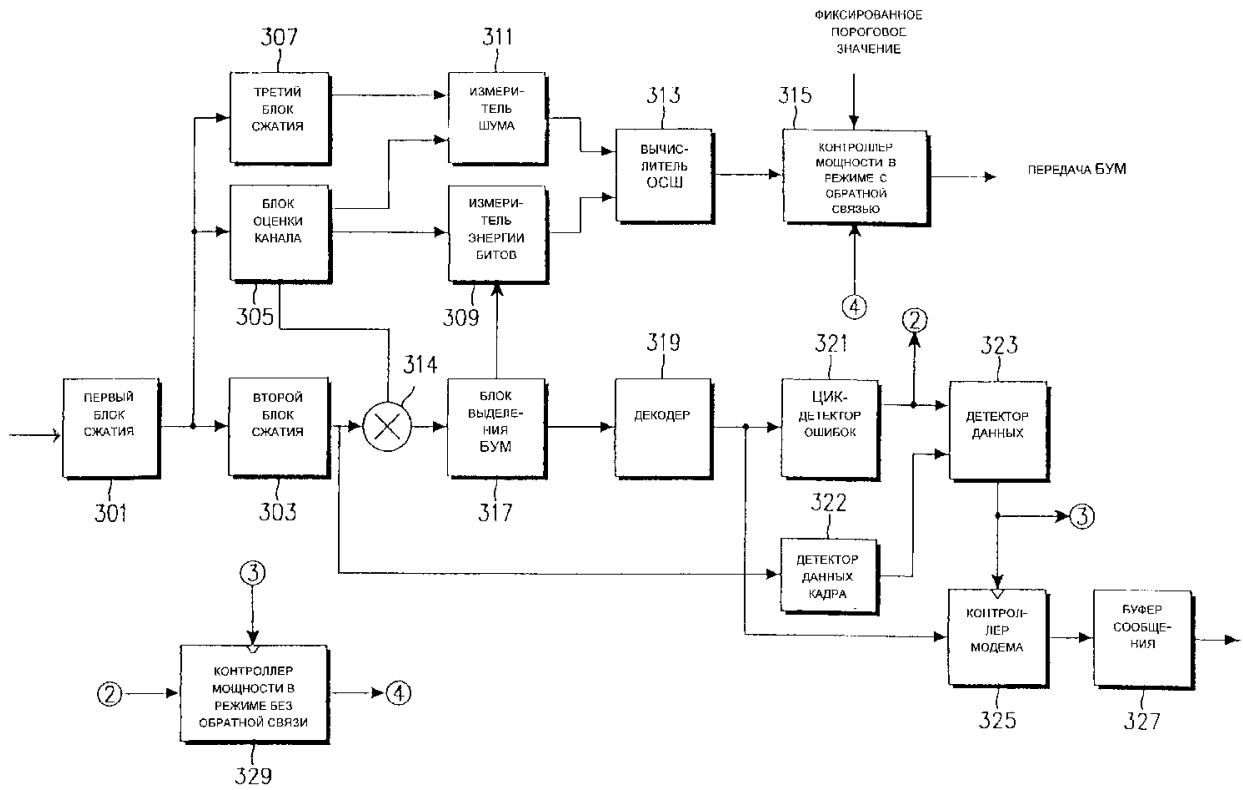 ФИКСИРОВАННОЕ
ПОРОГОВОЕ
ЗНАЧЕНИЕ
307
311
313
315
ТРЕТИЙ
БЛОК
СЖАТИЯ
ИЗМЕРИ-
ТЕЛЬ
ШУМА
ВЫЧИС-
ЛИТЕЛЬ
ОСШ
КОНТРОЛЛЕР
МОЩНОСТИ В
РЕЖИМЕ С
ОБРАТНОЙ
СВЯЗЬЮ
ПЕРЕДАЧА БУМ
БЛОК
ОЦЕНКИ
КАНАЛА
ИЗМЕРИ-
ТЕЛЬ
ЭНЕРГИИ
БИТОВ
305
309
4
2
314
319
321
323
ПЕРВЫЙ
БЛОК
СЖАТИЯ
ВТОРОЙ
БЛОК
СЖАТИЯ
БЛОК
ВЫДЕЛЕ-
НИЯ
БУМ
ДЕКОДЕР
ЦИК-
ДЕТЕКТОР
ОШИБОК
ДЕТЕКТОР
ДАННЫХ
301
303
317
322
3
ДЕТЕКТОР
ДАННЫХ
КАДРА
3
КОНТРОЛ-
ЛЕР
МОДЕМА
БУФЕР
СООБЩЕ-
НИЯ
325
327
2
КОНТРОЛЛЕР
МОЩНОСТИ В
РЕЖИМЕ БЕЗ
ОБРАТНОЙ СВЯЗИ
4
329